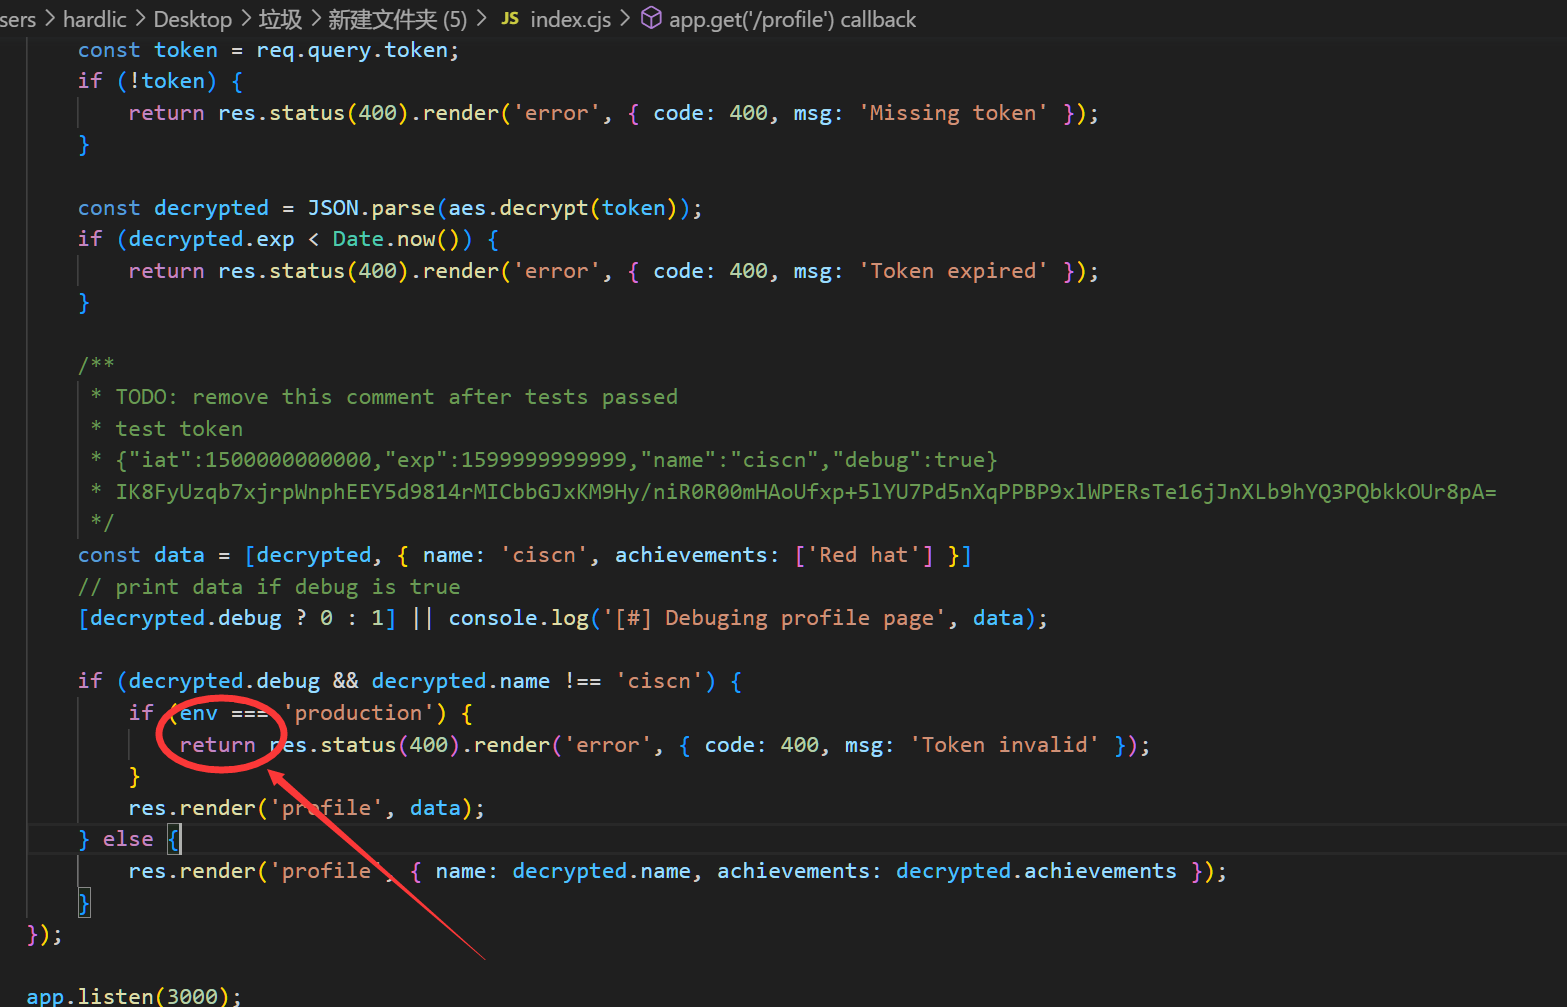 sers > hardlic > Desktop > 垃圾 > 新建文件夹 (5) > JS index.cjs > app.get('/profile') callback
const token = req.query.token;
if (!token) {
return res.status(400).render('error', { code: 400, msg: 'Missing token' });
}
const decrypted = JSON.parse(aes.decrypt(token));
if (decrypted.exp < Date.now()) {
return res.status(400).render('error', { code: 400, msg: 'Token expired' });
}
/**
* TODO: remove this comment after tests passed
* test token
* {"iat":1500000000000,"exp":1599999999999,"name":"ciscn","debug":true}
* IK8FyUzqb7xjrpWnphEEY5d9814rMICbbGJxKM9Hy/niR0R00mHAoUfxp+5lYU7Pd5nXqPPBP9xlWPERsTe16jJnXLb9hYQ3PQbkkOUr8pA=
*/
const data = [decrypted, { name: 'ciscn', achievements: ['Red hat'] }]
// print data if debug is true
[decrypted.debug ? 0 : 1] || console.log('[#] Debuging profile page', data);
if (decrypted.debug && decrypted.name !== 'ciscn') {
if (env === 'production') {
return res.status(400).render('error', { code: 400, msg: 'Token invalid' });
}
res.render('profile', data);
} else {
res.render('profile', { name: decrypted.name, achievements: decrypted.achievements });
}
});
app.listen(3000);